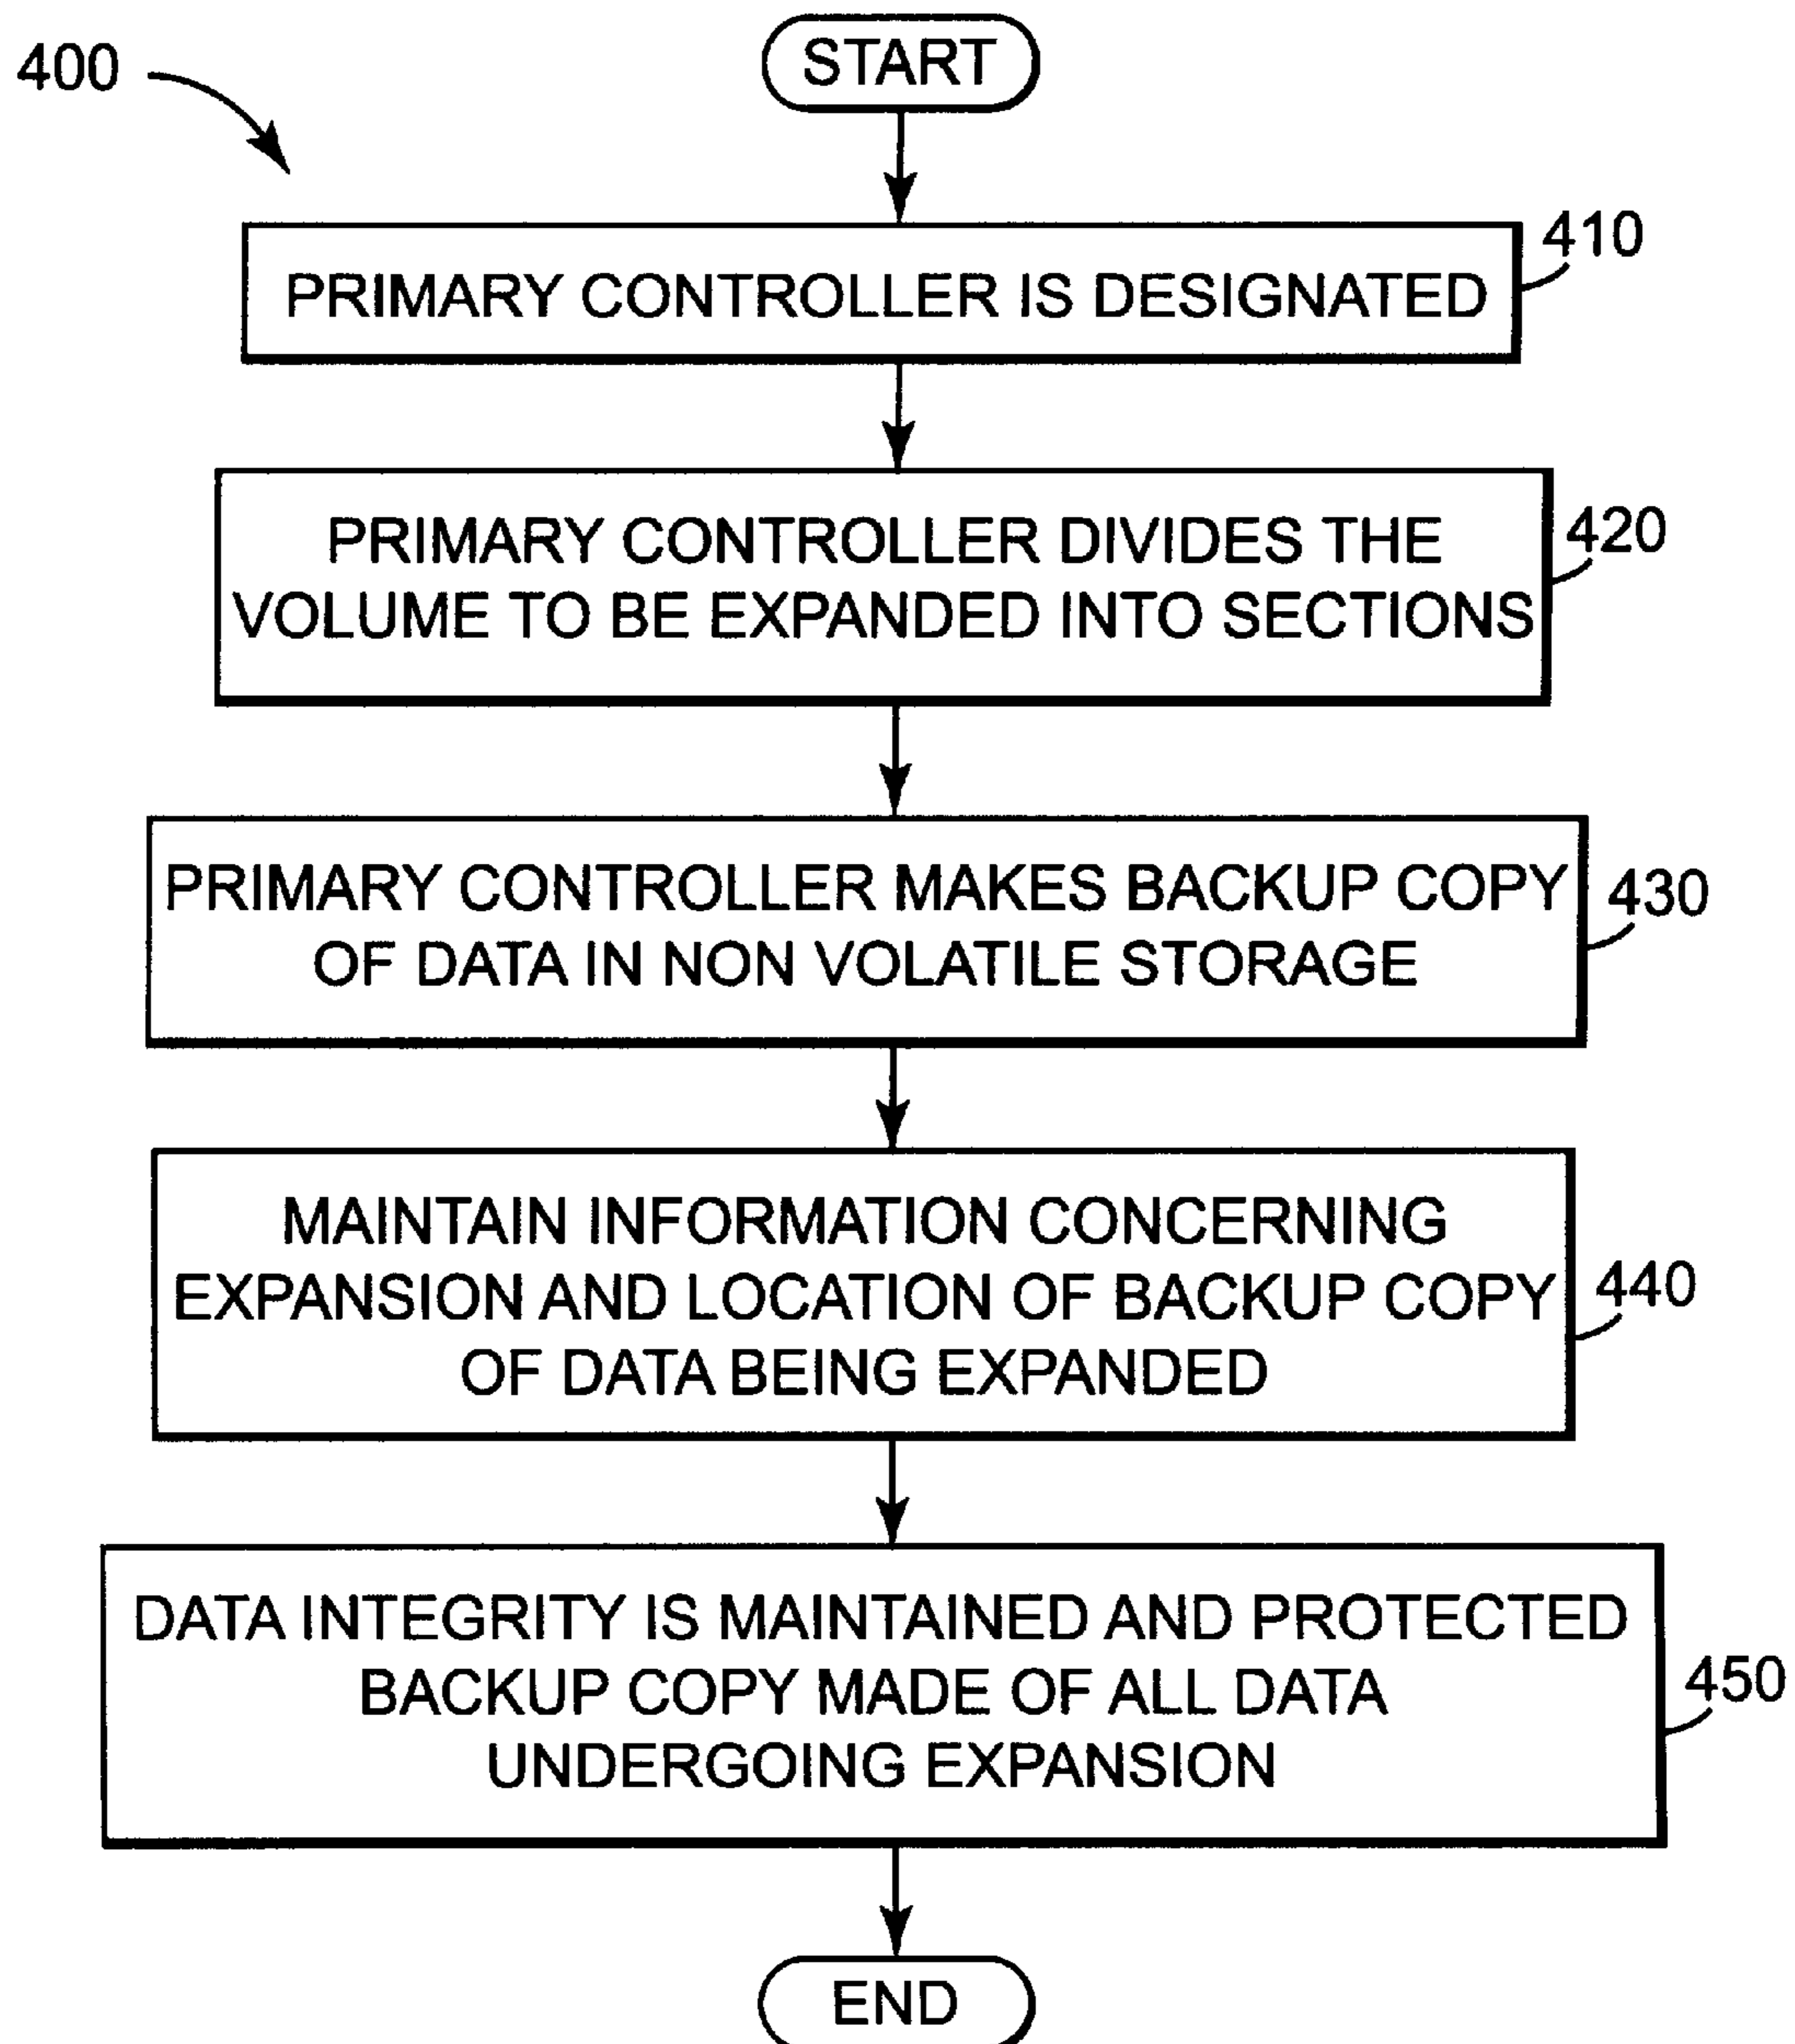 400
START
410
PRIMARY CONTROLLER IS DESIGNATED
420
PRIMARY CONTROLLER DIVIDES THE
VOLUME TO BE EXPANDED INTO SECTIONS
430
PRIMARY CONTROLLER MAKES BACKUP COPY
OF DATA IN NON VOLATILE STORAGE
440
MAINTAIN INFORMATION CONCERNING
EXPANSION AND LOCATION OF BACKUP COPY
OF DATA BEING EXPANDED
450
DATA INTEGRITY IS MAINTAINED AND PROTECTED
BACKUP COPY MADE OF ALL DATA
UNDERGOING EXPANSION
END